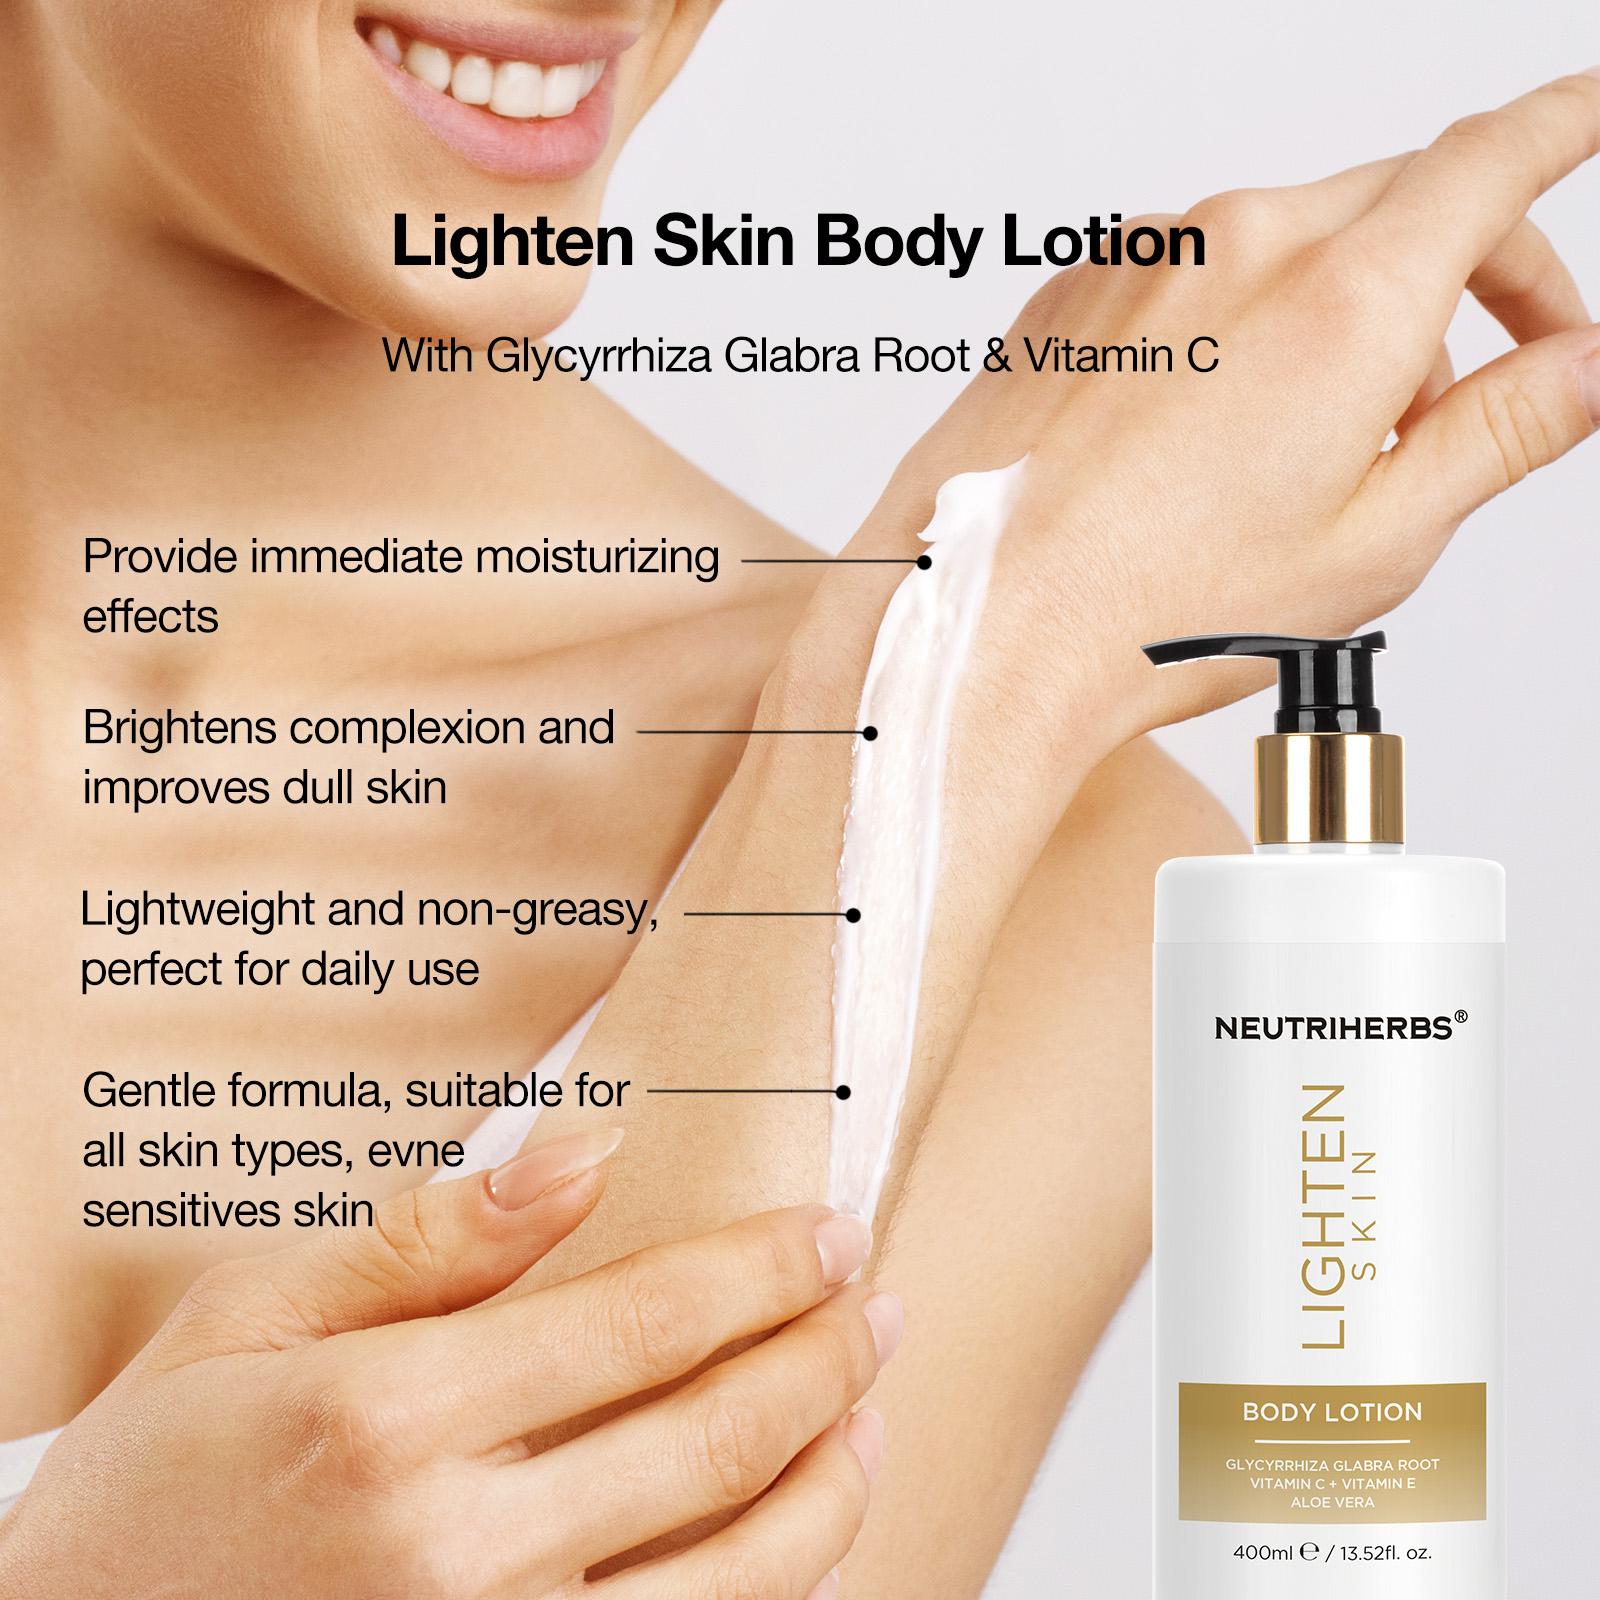 Lighten Skin Body Lotion
With Glycyrrhiza Glabra Root & Vitamin C
Provide immediate moisturizing
effects
Brightens complexion and
improves dull skin
Lightweight and non-greasy,
perfect for daily use
Gentle formula, suitable for
all skin types, evne
sensitives skin
NEUTRIHERBS®
LIGHTEN
SKIN
BODY LOTION
GLYCYRRHIZA GLABRA ROOT
VITAMIN C + VITAMIN E
ALOE VERA
400ml ℮ / 13.52fl. oz.